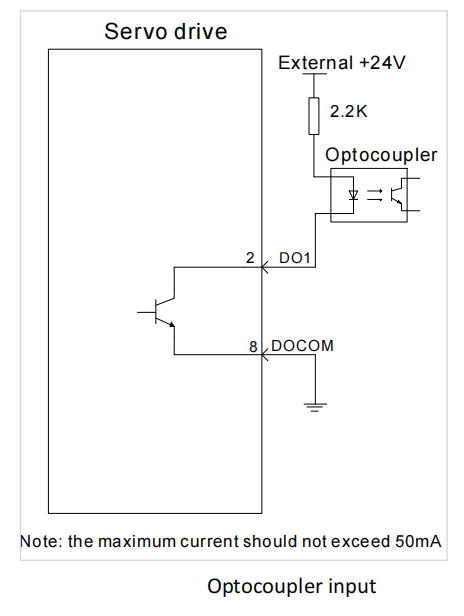 Servo drive
External +24V
2.2K
Optocoupler
2 DO1
8 DOCOM
Note: the maximum current should not exceed 50mA
Optocoupler input